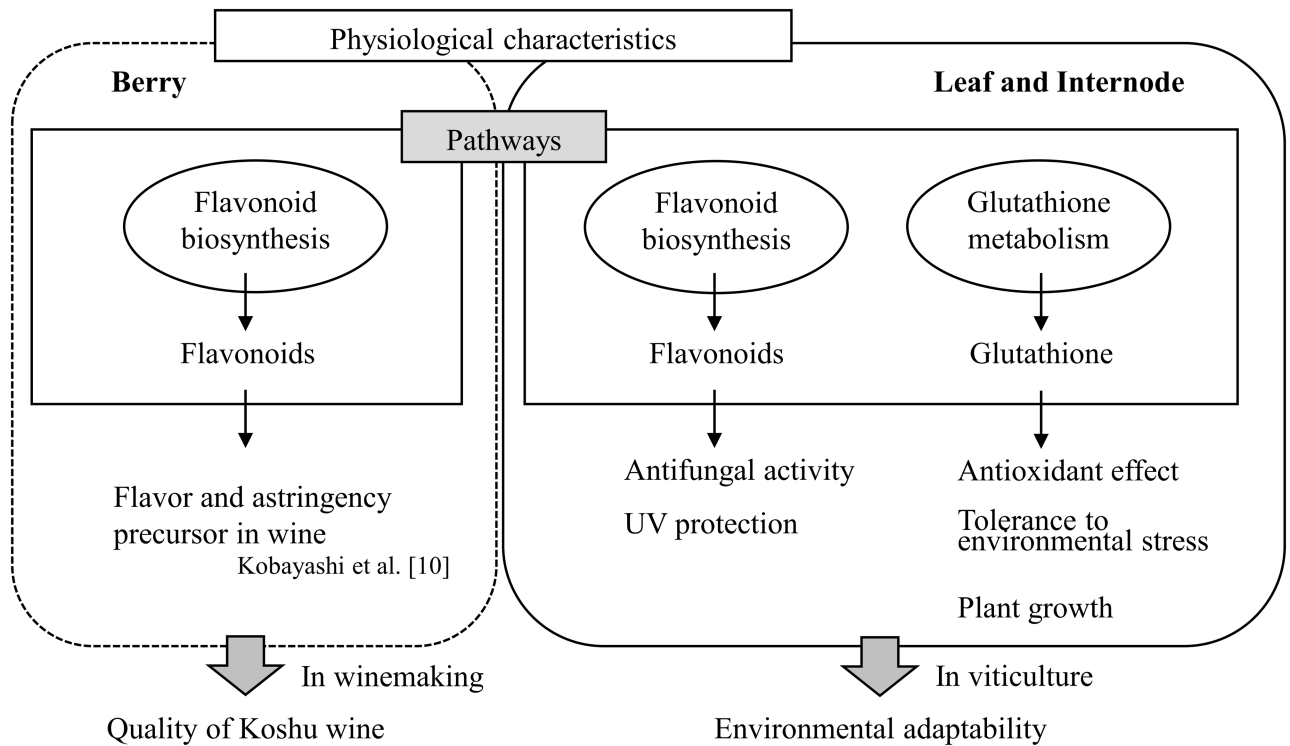 Physiological characteristics
Berry
Leaf and Internode
Pathways
Flavonoid
biosynthesis
Flavonoids
Flavor and astringency
precursor in wine
Kobayashi et al. [10]
Flavonoid
biosynthesis
Flavonoids
Antifungal activity
UV protection
Glutathione
metabolism
Glutathione
Antioxidant effect
Tolerance to
environmental stress
Plant growth
In winemaking
Quality of Koshu wine
In viticulture
Environmental adaptability